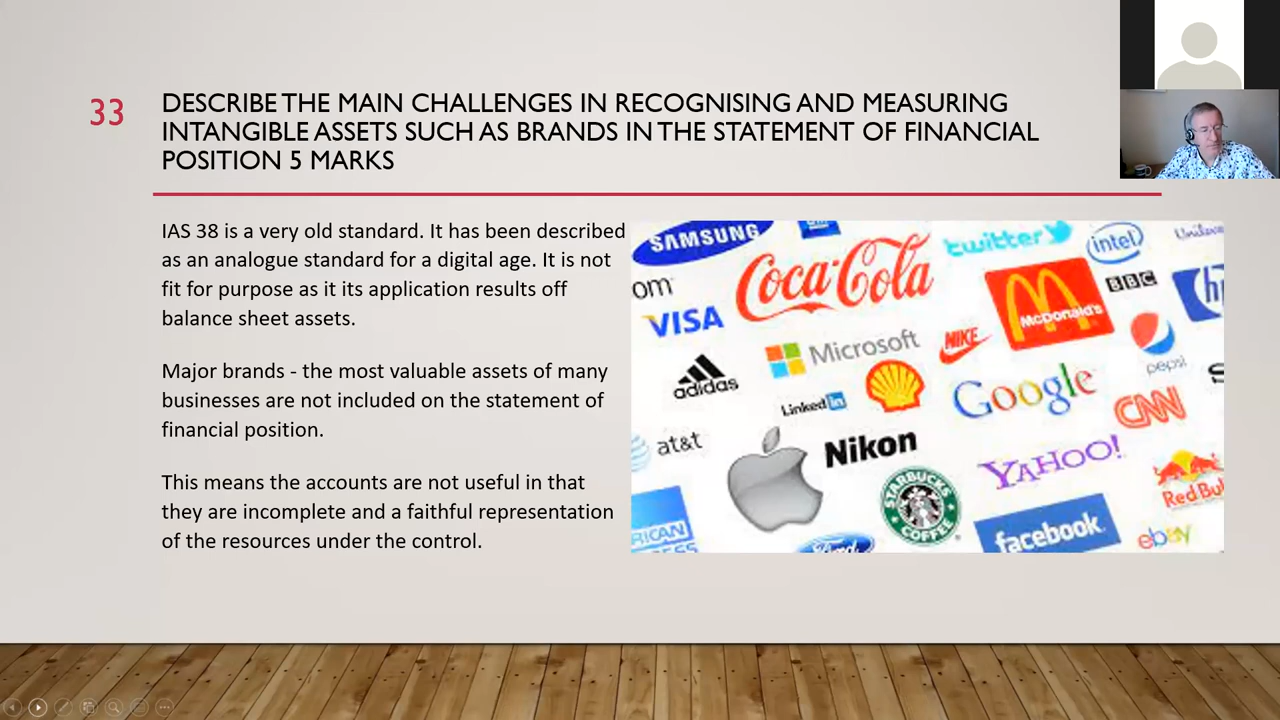 33
DESCRIBE THE MAIN CHALLENGES IN RECOGNISING AND MEASURING
INTANGIBLE ASSETS SUCH AS BRANDS IN THE STATEMENT OF FINANCIAL
POSITION 5 MARKS
IAS 38 is a very old standard. It has been described
as an analogue standard for a digital age. It is not
fit for purpose as it its application results off
balance sheet assets.
Major brands - the most valuable assets of many
businesses are not included on the statement of
financial position.
This means the accounts are not useful in that
they are incomplete and a faithful representation
of the resources under the control.
SAMSUNG
Coca-Cola
twitter
intel
om
VISA
McDonald's
BBC
hp
adidas
Microsoft
NIKE
pepsi
LinkedIn
Google
CNN
at&t
Nikon
YAHOO!
STARBUCKS
COFFEE
Red Bul
RICAN
Ford
facebook
ebay